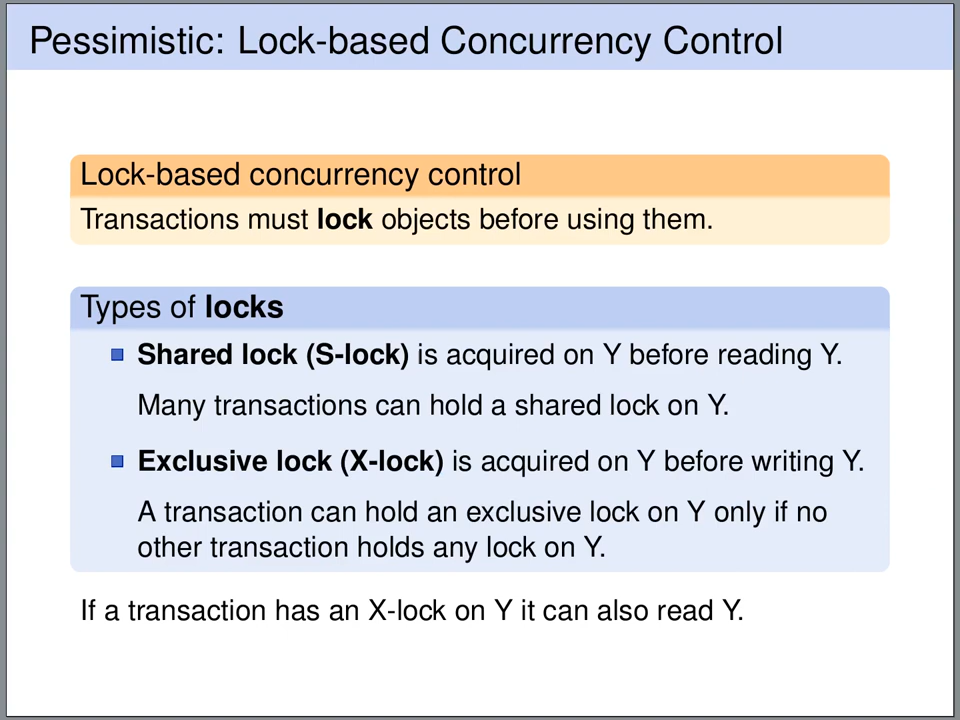 Pessimistic: Lock-based Concurrency Control
Lock-based concurrency control
Transactions must lock objects before using them.
Types of locks
Shared lock (S-lock) is acquired on Y before reading Y.
Many transactions can hold a shared lock on Y.
Exclusive lock (X-lock) is acquired on Y before writing Y.
A transaction can hold an exclusive lock on Y only if no
other transaction holds any lock on Y.
If a transaction has an X-lock on Y it can also read Y.